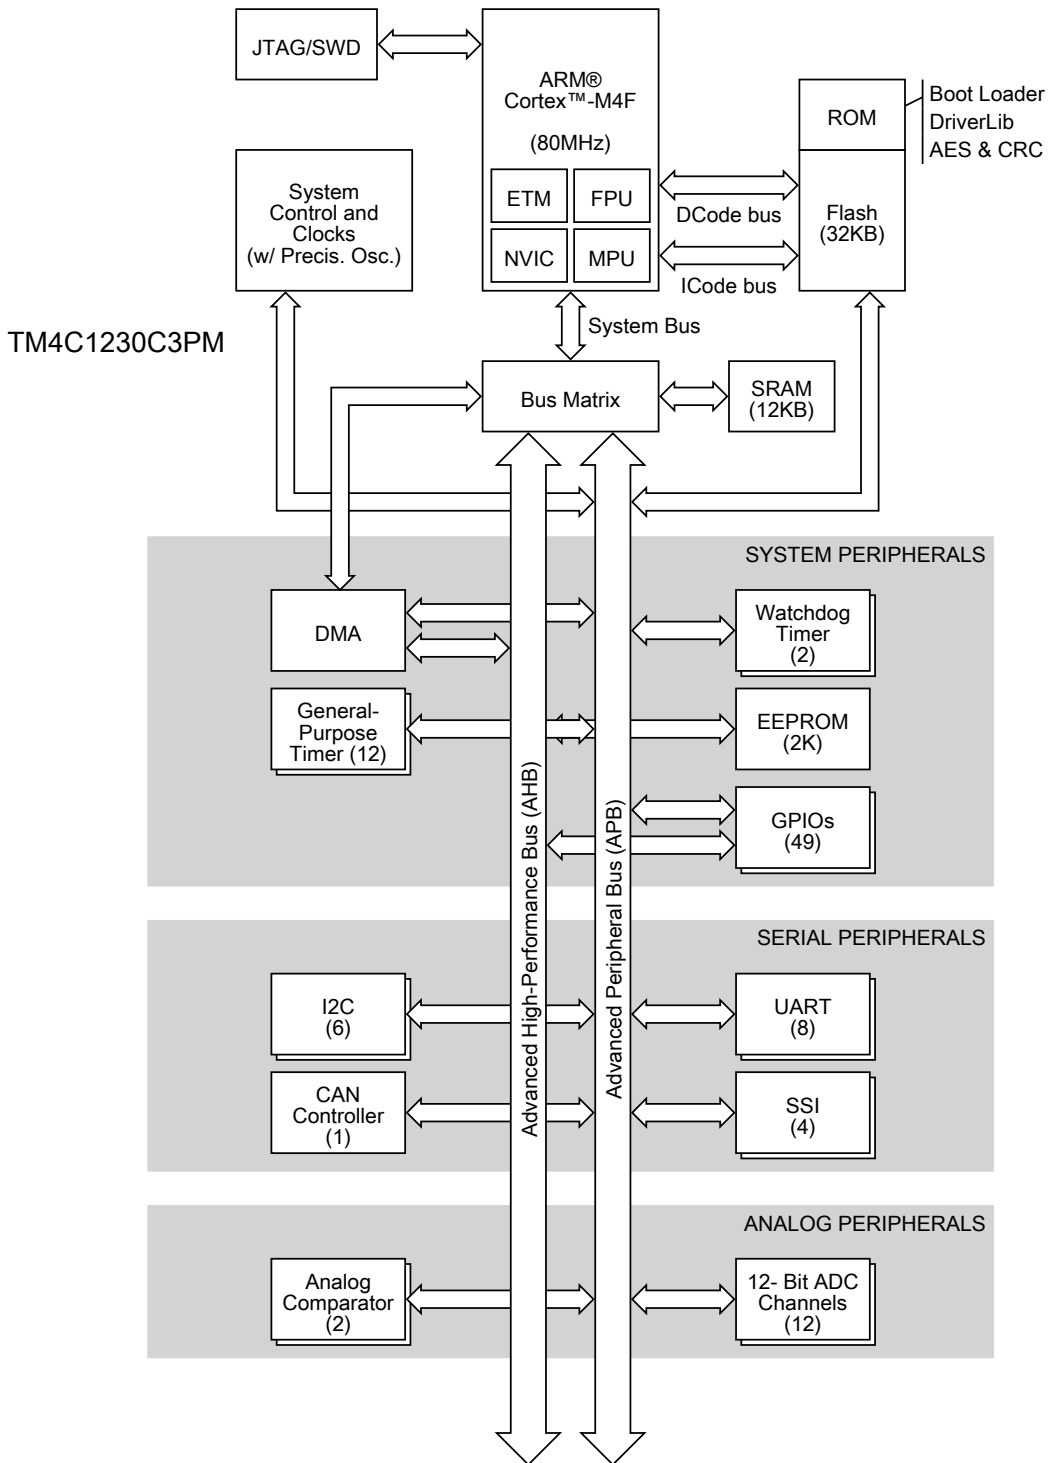 JTAG/SWD
ARM®
Cortex™-M4F
(80MHz)
ETM
FPU
NVIC
MPU
ROM
Boot Loader
DriverLib
AES & CRC
Flash
(32KB)
DCode bus
ICode bus
System
Control and
Clocks
(w/ Precis. Osc.)
TM4C1230C3PM
System Bus
Bus Matrix
SRAM
(12KB)
SYSTEM PERIPHERALS
DMA
Watchdog
Timer
(2)
General-
Purpose
Timer (12)
EEPROM
(2K)
GPIOs
(49)
Advanced High-Performance Bus (AHB)
Advanced Peripheral Bus (APB)
SERIAL PERIPHERALS
I2C
(6)
UART
(8)
CAN
Controller
(1)
SSI
(4)
ANALOG PERIPHERALS
Analog
Comparator
(2)
12- Bit ADC
Channels
(12)